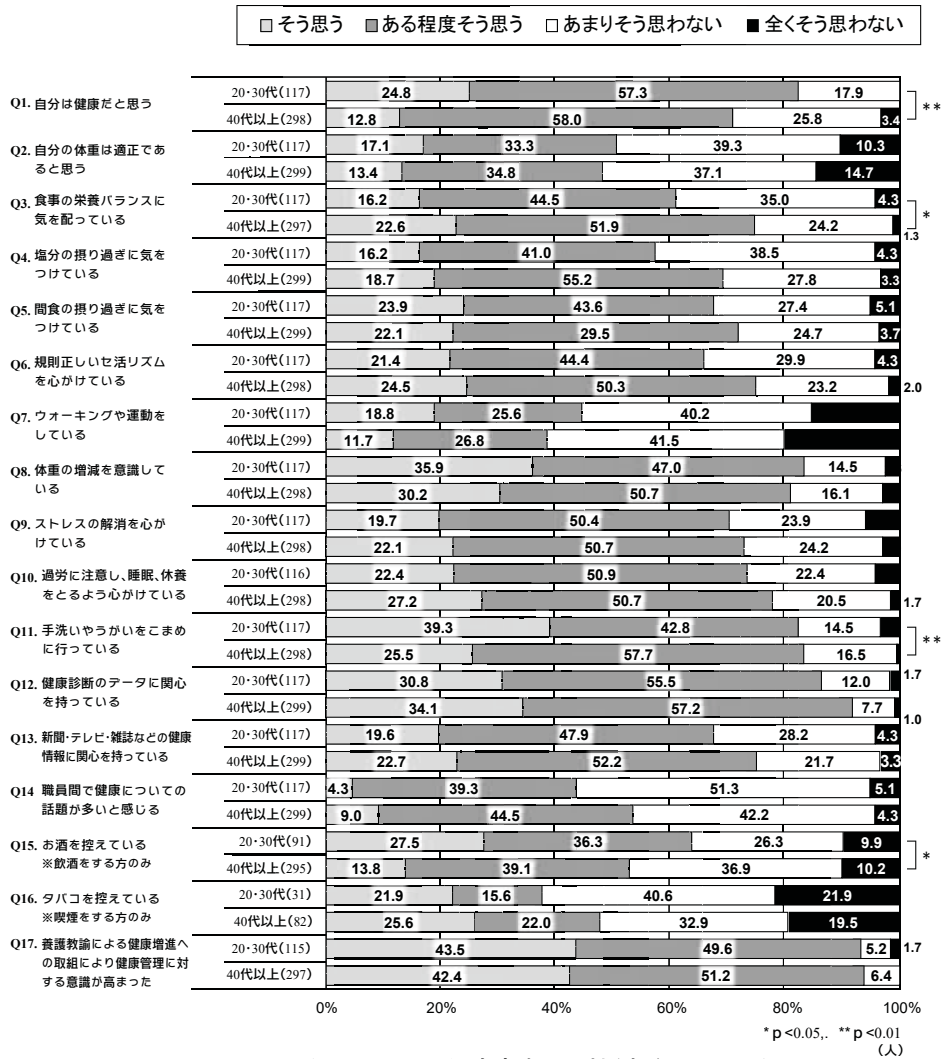 そう思う ある程度そう思う あまりそう思わない 全くそう思わない
Q1. 自分は健康だと思う
20・30代(117) 24.8 57.3 17.9
40代以上(298) 12.8 58.0 25.8 3.4
**
Q2. 自分の体重は適正であ
ると思う
20・30代(117) 17.1 33.3 39.3 10.3
40代以上(299) 13.4 34.8 37.1 14.7
Q3. 食事の栄養バランスに
気を配っている
20・30代(117) 16.2 44.5 35.0 4.3
40代以上(297) 22.6 51.9 24.2 1.3
*
Q4. 塩分の摂り過ぎに気を
つけている
20・30代(117) 16.2 41.0 38.5 4.3
40代以上(299) 18.7 55.2 27.8 3.3
Q5. 間食の摂り過ぎに気を
つけている
20・30代(117) 23.9 43.6 27.4 5.1
40代以上(299) 22.1 29.5 24.7 3.7
Q6. 規則正しいセ活リズム
を心がけている
20・30代(117) 21.4 44.4 29.9 4.3
40代以上(298) 24.5 50.3 23.2 2.0
Q7. ウォーキングや運動を
している
20・30代(117) 18.8 25.6 40.2
40代以上(299) 11.7 26.8 41.5
Q8. 体重の増減を意識して
いる
20・30代(117) 35.9 47.0 14.5
40代以上(298) 30.2 50.7 16.1
Q9. ストレスの解消を心が
けている
20・30代(117) 19.7 50.4 23.9
40代以上(298) 22.1 50.7 24.2
Q10. 過労に注意し、睡眠、休養
をとるよう心がけている
20・30代(116) 22.4 50.9 22.4
40代以上(298) 27.2 50.7 20.5 1.7
Q11. 手洗いやうがいをこまめ
に行っている
20・30代(117) 39.3 42.8 14.5
40代以上(298) 25.5 57.7 16.5
**
Q12. 健康診断のデータに関心
を持っている
20・30代(117) 30.8 55.5 12.0 1.7
40代以上(299) 34.1 57.2 7.7 1.0
Q13. 新聞・テレビ・雑誌などの健康
情報に関心を持っている
20・30代(117) 19.6 47.9 28.2 4.3
40代以上(299) 22.7 52.2 21.7 3.3
Q14 職員間で健康についての
話題が多いと感じる
20・30代(117) 4.3 39.3 51.3 5.1
40代以上(299) 9.0 44.5 42.2 4.3
Q15. お酒を控えている
※飲酒をする方のみ
20・30代(91) 27.5 36.3 26.3 9.9
40代以上(295) 13.8 39.1 36.9 10.2
*
Q16. タバコを控えている
※喫煙をする方のみ
20・30代(31) 21.9 15.6 40.6 21.9
40代以上(82) 25.6 22.0 32.9 19.5
Q17. 養護教諭による健康増進へ
の取組により健康管理に対
する意識が高まった
20・30代(115) 43.5 49.6 5.2 1.7
40代以上(297) 42.4 51.2 6.4
0% 20% 40% 60% 80% 100%
* p <0.05,. ** p <0.01
(人)